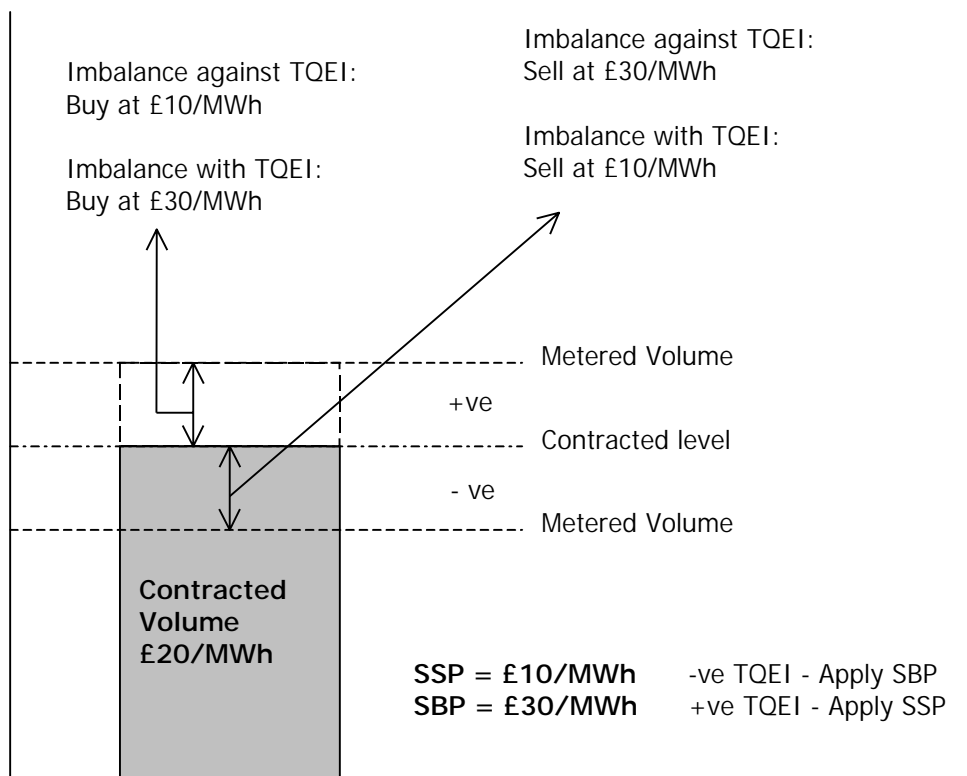 Imbalance against TQEI:
Buy at £10/MWh
Imbalance with TQEI:
Buy at £30/MWh
Imbalance against TQEI:
Sell at £30/MWh
Imbalance with TQEI:
Sell at £10/MWh
Metered Volume
+ve
Contracted level
- ve
Metered Volume
Contracted
Volume
£20/MWh
SSP = £10/MWh -ve TQEI - Apply SBP
SBP = £30/MWh +ve TQEI - Apply SSP